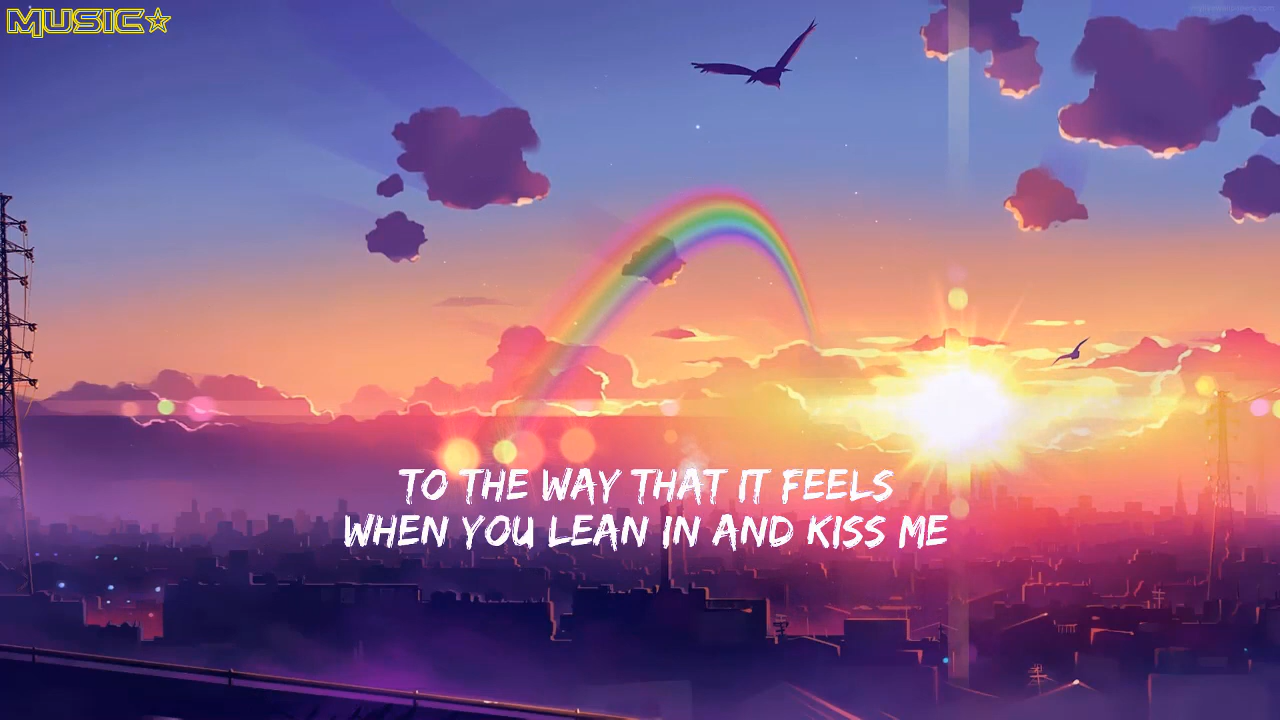 MUSIC☆
TO THE WAY THAT IT FEELS
WHEN YOU LEAN IN AND KISS ME